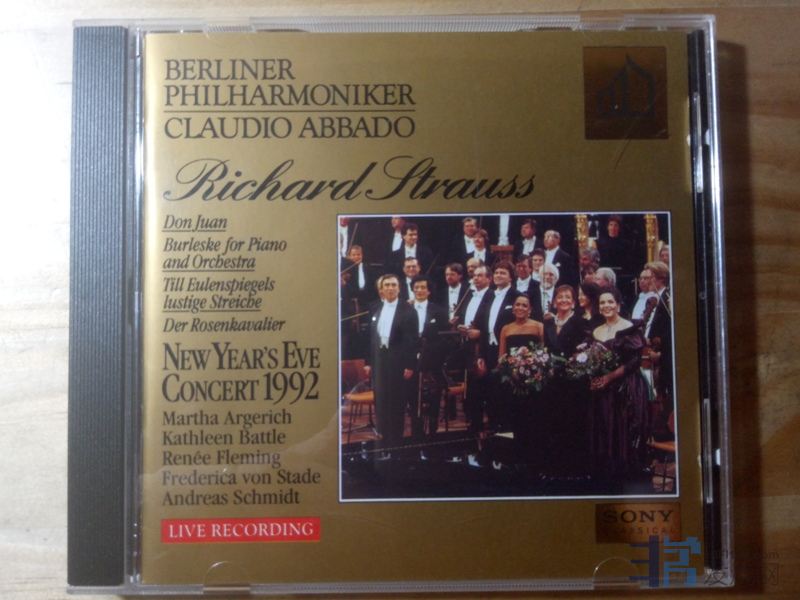 BERLINER
PHILHARMONIKER
CLAUDIO ABBADO
Richard Strauss
Don Juan
Burleske for Piano
and Orchestra
Till Eulenspiegels
lustige Streiche
Der Rosenkavalier
NEW YEAR'S EVE
CONCERT 1992
Martha Argerich
Kathleen Battle
Renée Fleming
Frederica von Stade
Andreas Schmidt
LIVE RECORDING
SONY
CLASSICAL